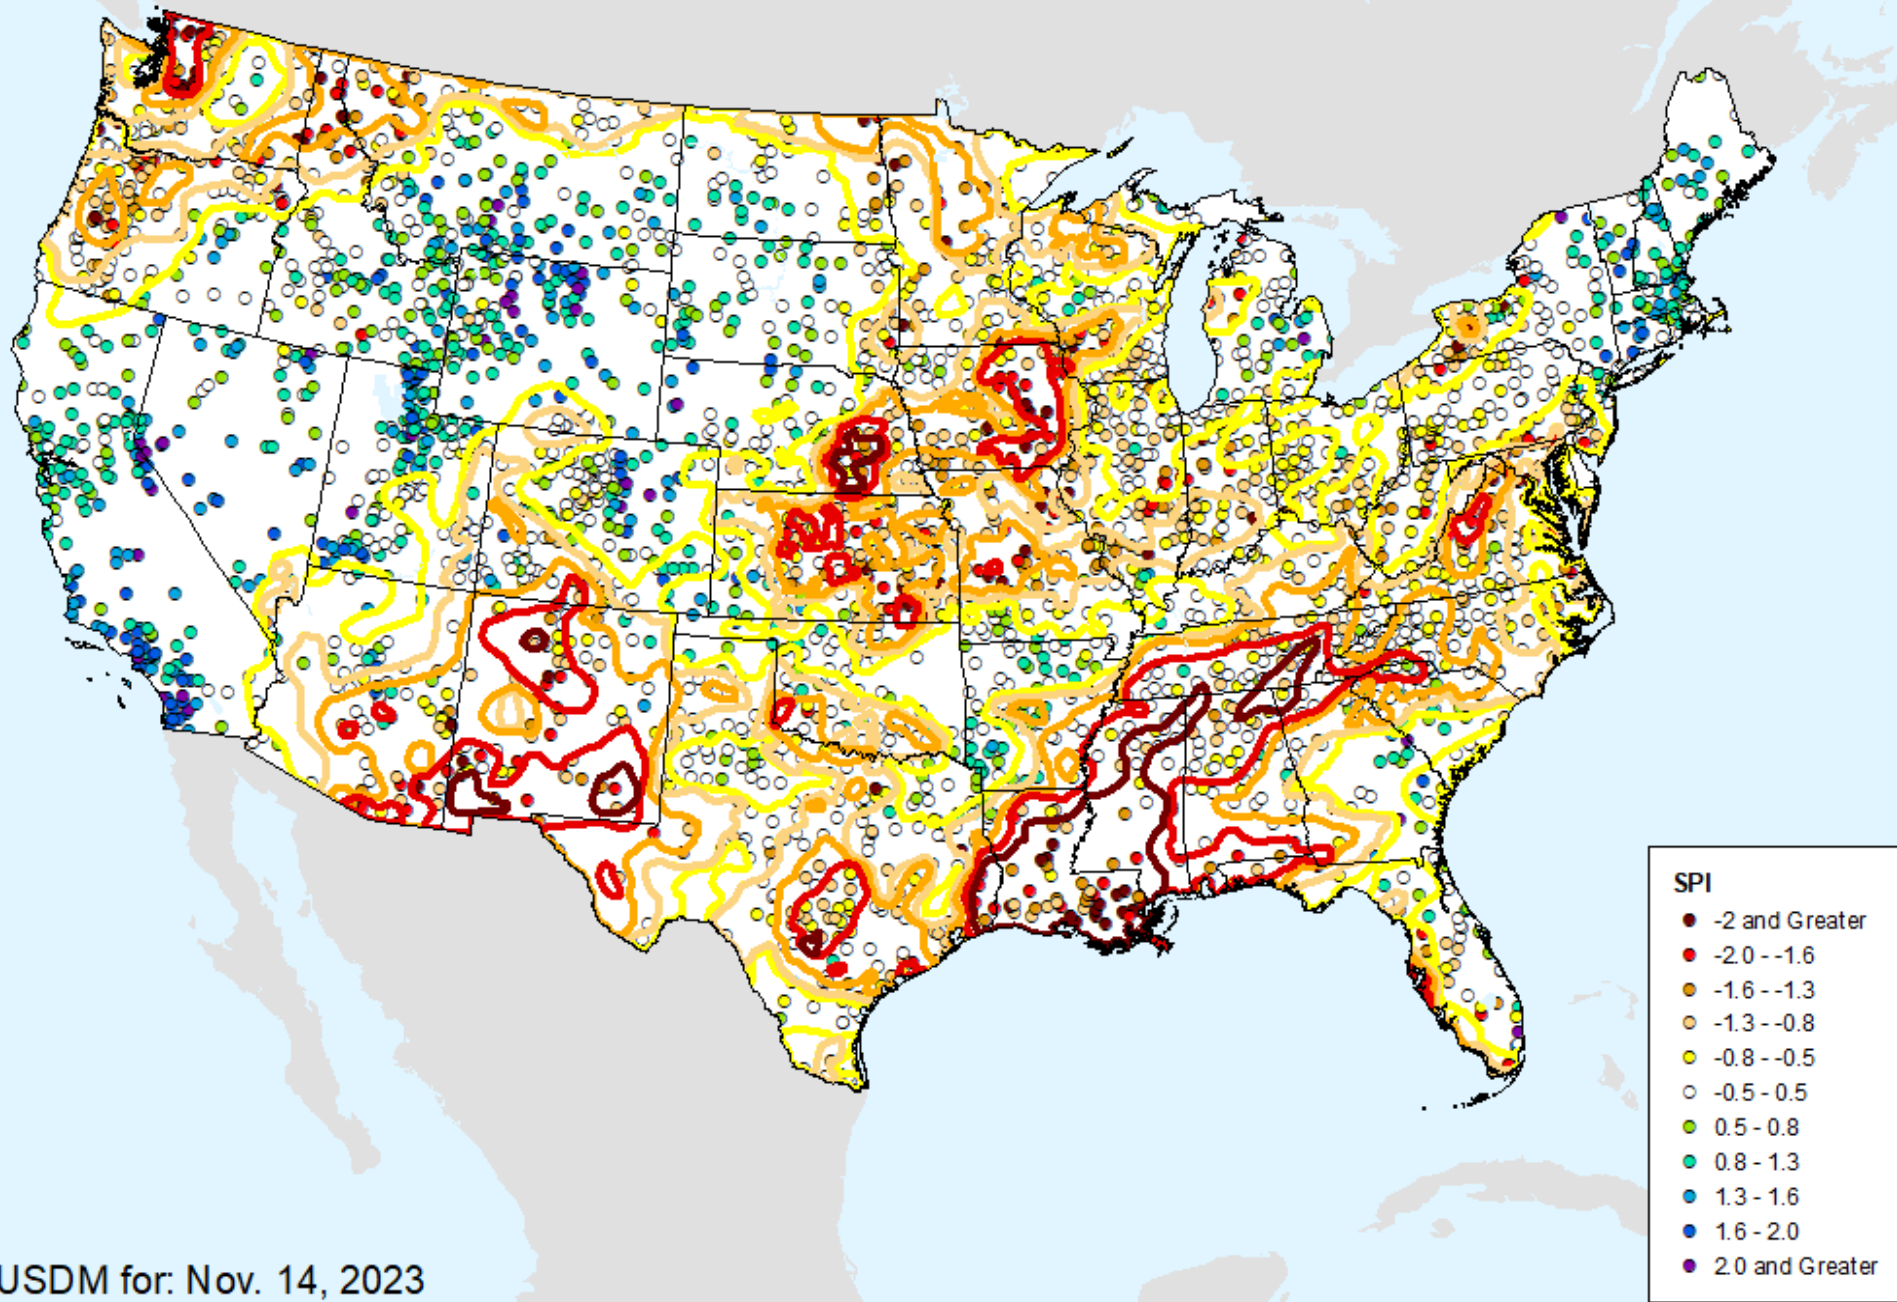 SPI
-2 and Greater
-2.0 - -1.6
-1.6 - -1.3
-1.3 - -0.8
-0.8 - -0.5
-0.5 - 0.5
0.5 - 0.8
0.8 - 1.3
1.3 - 1.6
1.6 - 2.0
2.0 and Greater
USDM for: Nov. 14, 2023